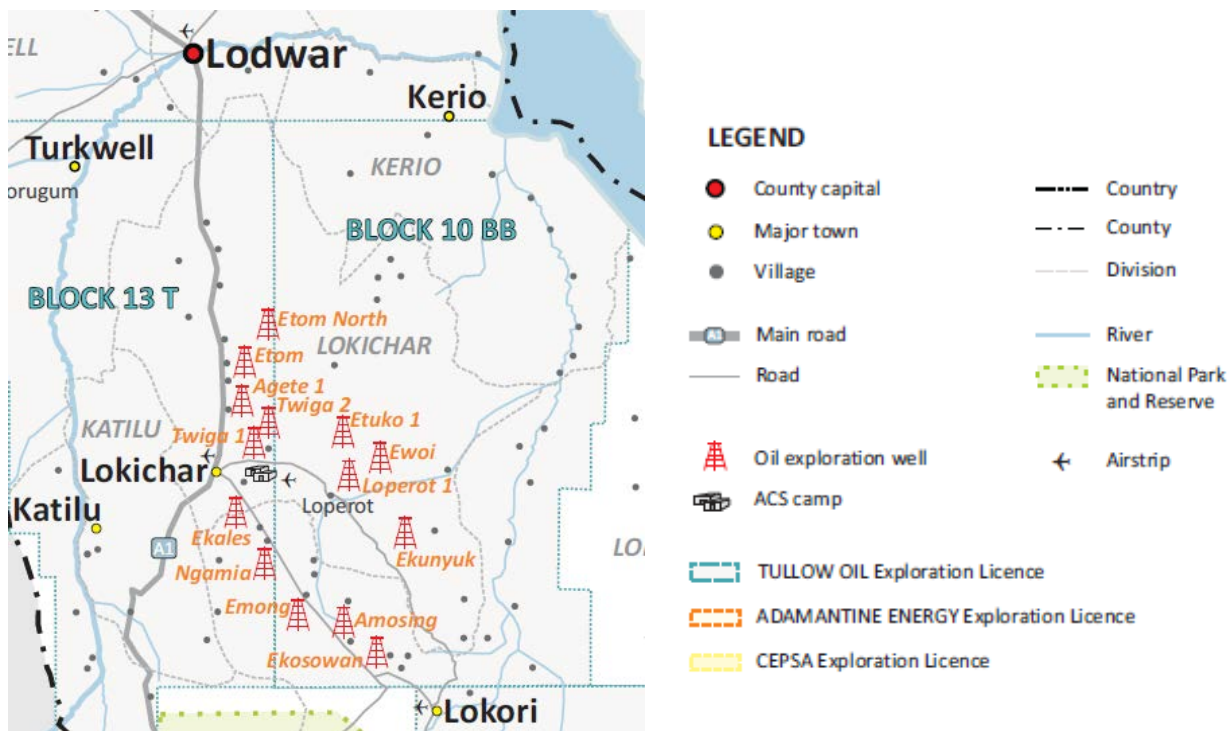 ELL
Lodwar
Kerio
Turkwell
orugum
KERIO
BLOCK 10 BB
BLOCK 13 T
Etom North
LOKICHAR
Etom
Agete 1
Twiga 2
Etuko 1
KATILU
Twiga 1
Ewoi
Lokichar
Loperot 1
Loperot
Katilu
Ekales
Ekunyuk
A1
LO
Ngamia
Emong
Amosing
Ekosowan
Lokori
LEGEND
County capital
Major town
Village
A1
Main road
Road
Oil exploration well
ACS camp
Country
County
Division
River
National Park
and Reserve
Airstrip
TULLOW OIL Exploration Licence
ADAMANTINE ENERGY Exploration Licence
CEPSA Exploration Licence